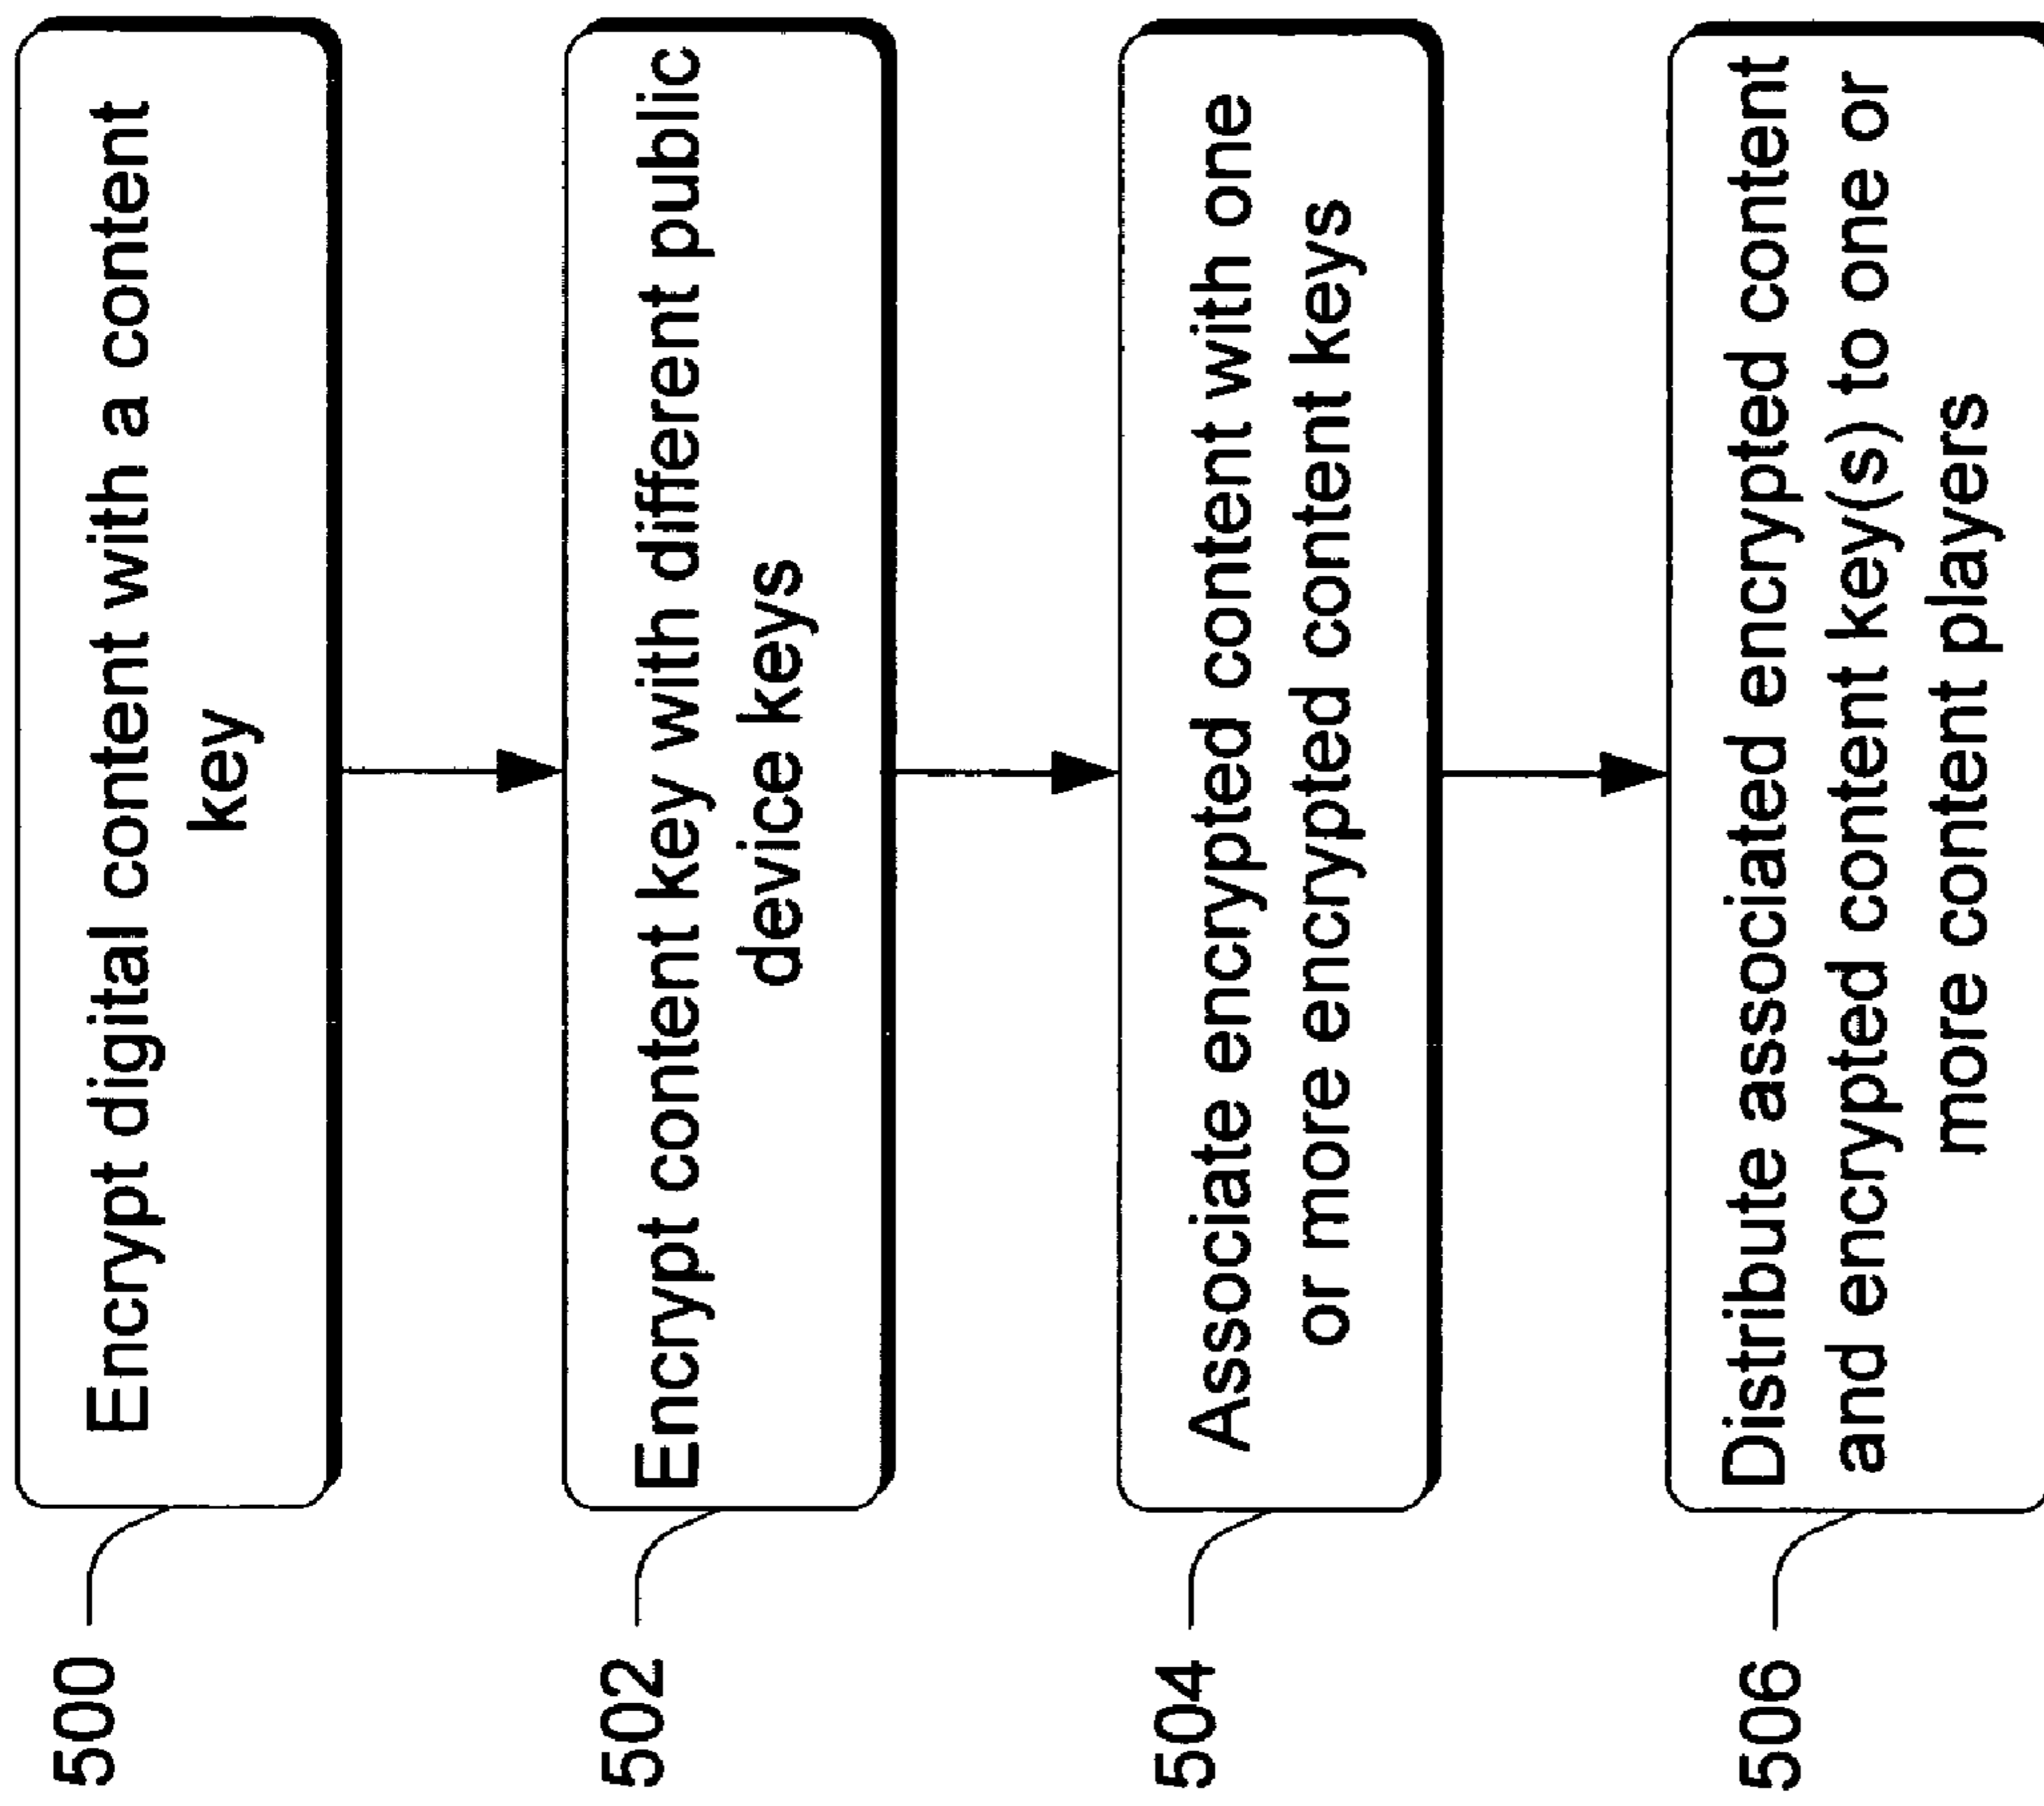 500
Encrypt digital content with a content
key
502
Encrypt content key with different public
device keys
504
Associate encrypted content with one
or more encrypted content keys
506
Distribute associated encrypted content
and encrypted content key(s) to one or
more content players